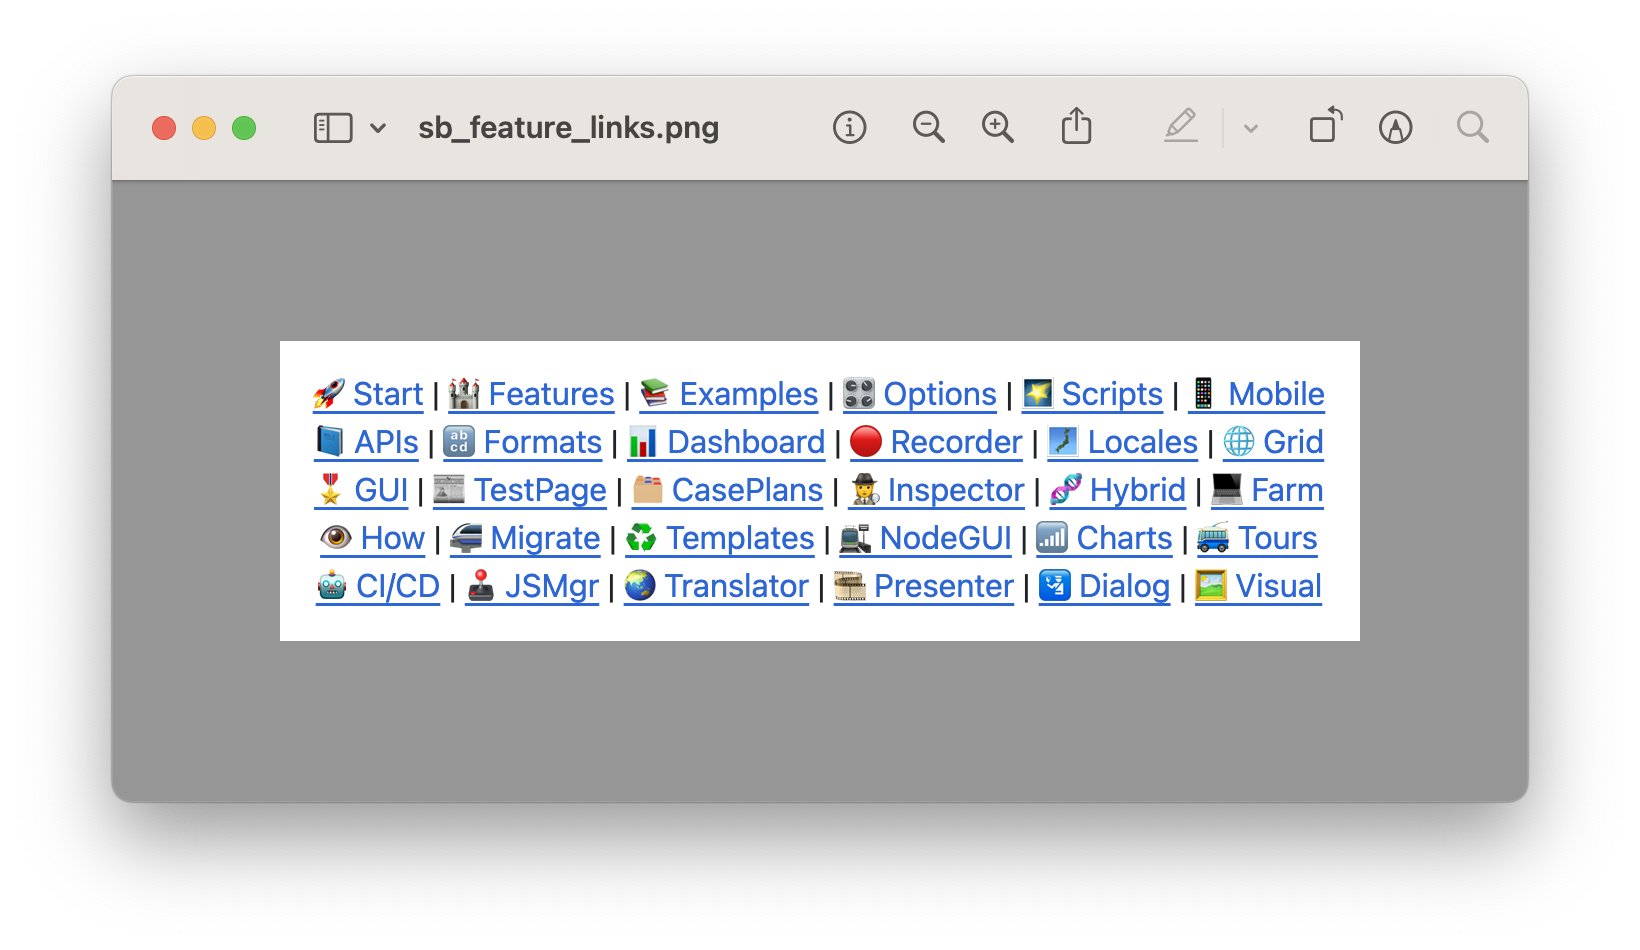 sb_feature_links.png
🚀 Start | 🏰 Features | 📚 Examples | 🎛️ Options | 🌠 Scripts | 📱 Mobile
📘 APIs | 🔡 Formats | 📊 Dashboard | 🔴 Recorder | 🗾 Locales | 🌐 Grid
🎖️ GUI | 📰 TestPage | 🗂️ CasePlans | 🕵️ Inspector | 🧬 Hybrid | 💻 Farm
👁️ How | 🚄 Migrate | ♻️ Templates | 🚉 NodeGUI | 📶 Charts | 🚎 Tours
🤖 CI/CD | 🕹️ JSMgr | 🌏 Translator | 🎞️ Presenter | 🛂 Dialog | 🖼️ Visual